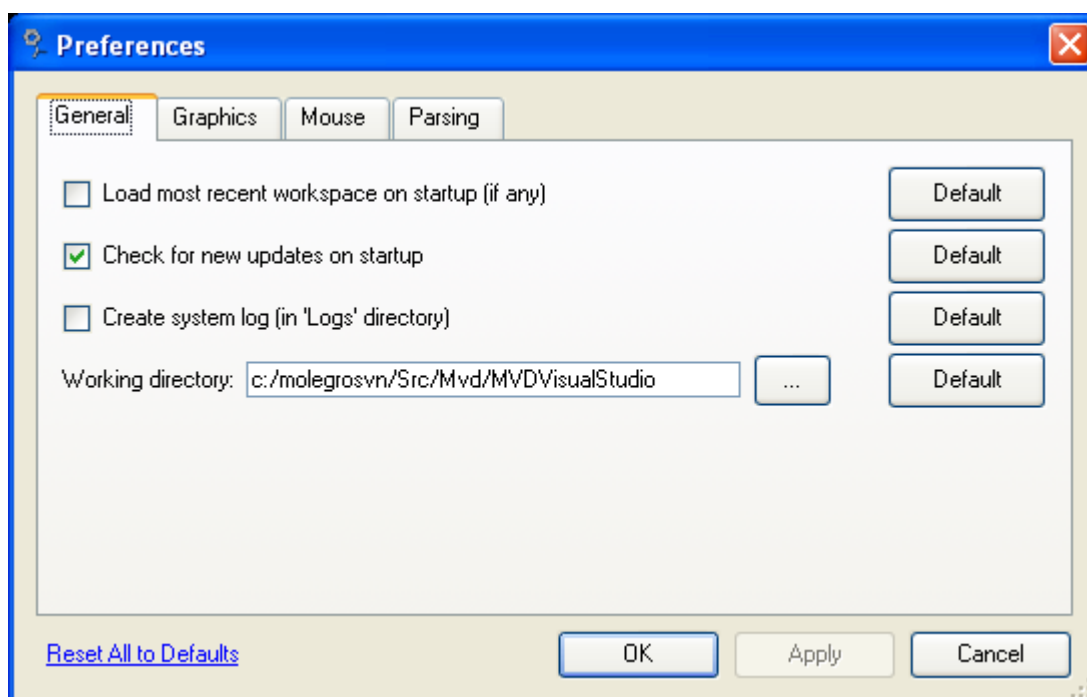 Preferences
General Graphics Mouse Parsing
Load most recent workspace on startup (if any) Default
Check for new updates on startup Default
Create system log (in 'Logs' directory) Default
Working directory: c:/molegrosvn/Src/Mvd/MVDVisualStudio ... Default
Reset All to Defaults OK Apply Cancel